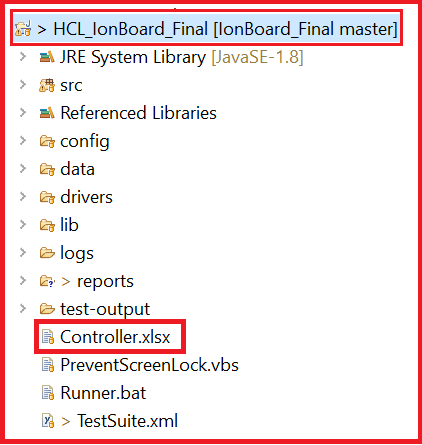 > HCL_IonBoard_Final [IonBoard_Final master]
JRE System Library [JavaSE-1.8]
src
Referenced Libraries
config
data
drivers
lib
logs
> reports
test-output
Controller.xlsx
PreventScreenLock.vbs
Runner.bat
> TestSuite.xml